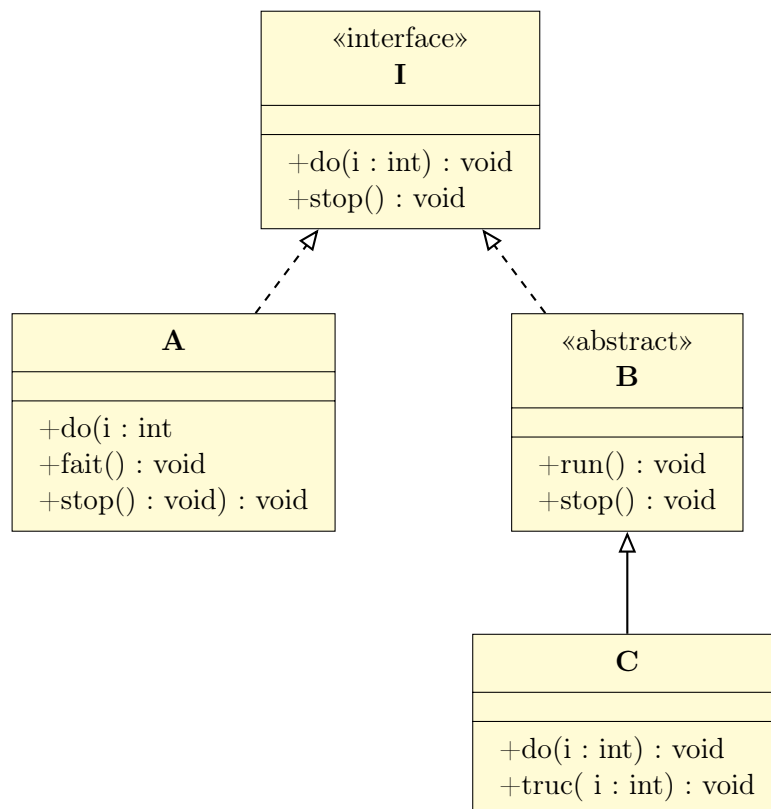 «interface»
I
+do(i : int) : void
+stop() : void
A
+do(i : int
+fait() : void
+stop() : void) : void
«abstract»
B
+run() : void
+stop() : void
C
+do(i : int) : void
+truc( i : int) : void